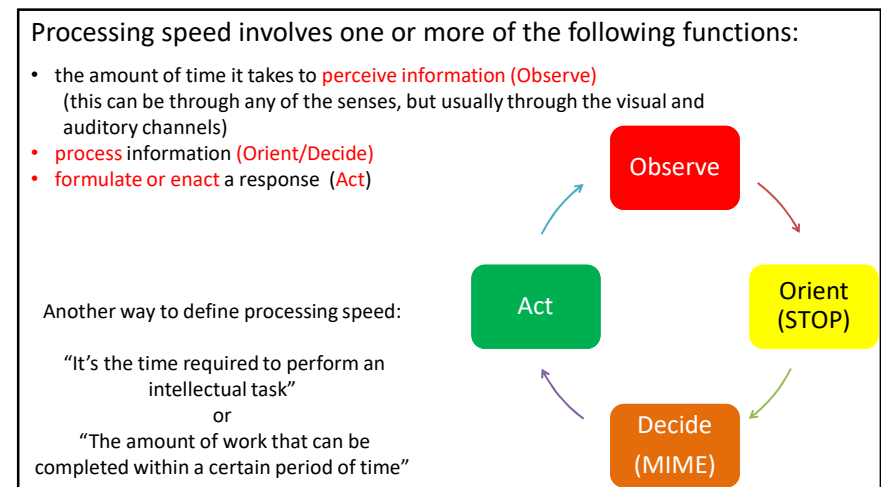 Processing speed involves one or more of the following functions:
• the amount of time it takes to perceive information (Observe)
(this can be through any of the senses, but usually through the visual and
auditory channels)
• process information (Orient/Decide)
• formulate or enact a response (Act)
Observe
Orient
(STOP)
Decide
(MIME)
Act
Another way to define processing speed:
“It’s the time required to perform an
intellectual task”
or
“The amount of work that can be
completed within a certain period of time”